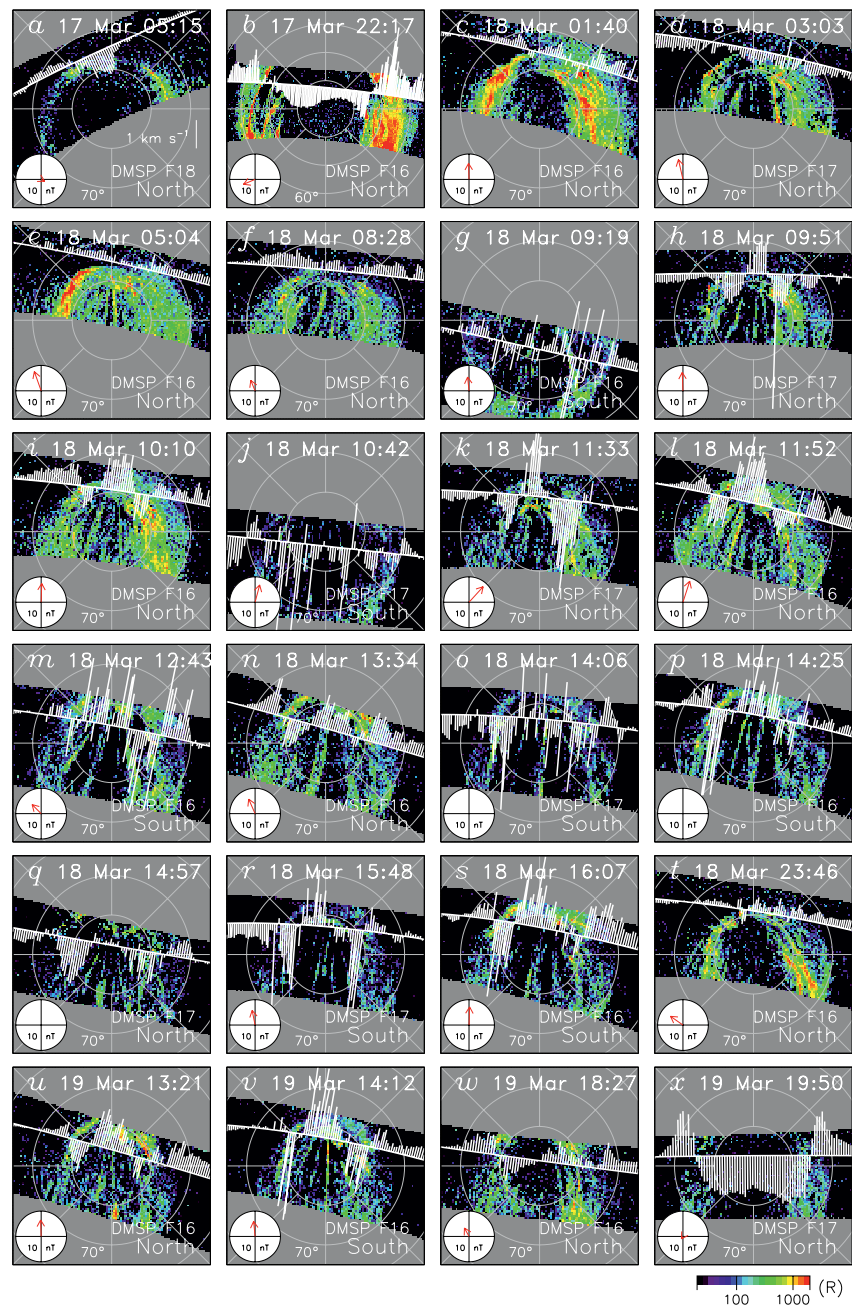 a 17 Mar 05:15
1 km s⁻¹
DMSP F18
North
10 nT
70°
b 17 Mar 22:17
DMSP F16
North
10 nT
60°
c 18 Mar 01:40
DMSP F16
North
10 nT
70°
d 18 Mar 03:03
DMSP F17
North
10 nT
70°
e 18 Mar 05:04
DMSP F16
North
10 nT
70°
f 18 Mar 08:28
DMSP F16
North
10 nT
70°
g 18 Mar 09:19
DMSP F16
South
10 nT
70°
h 18 Mar 09:51
DMSP F17
North
10 nT
70°
i 18 Mar 10:10
DMSP F16
North
10 nT
70°
j 18 Mar 10:42
DMSP F17
South
10 nT
70°
k 18 Mar 11:33
DMSP F17
North
10 nT
70°
l 18 Mar 11:52
DMSP F16
North
10 nT
70°
m 18 Mar 12:43
DMSP F16
South
10 nT
70°
n 18 Mar 13:34
DMSP F16
North
10 nT
70°
o 18 Mar 14:06
DMSP F17
South
10 nT
70°
p 18 Mar 14:25
DMSP F16
South
10 nT
70°
q 18 Mar 14:57
DMSP F17
North
10 nT
70°
r 18 Mar 15:48
DMSP F17
South
10 nT
70°
s 18 Mar 16:07
DMSP F16
South
10 nT
70°
t 18 Mar 23:46
DMSP F16
North
10 nT
70°
u 19 Mar 13:21
DMSP F16
North
10 nT
70°
v 19 Mar 14:12
DMSP F16
South
10 nT
70°
w 19 Mar 18:27
DMSP F16
North
10 nT
70°
x 19 Mar 19:50
DMSP F17
North
10 nT
70°
100 1000 (R)